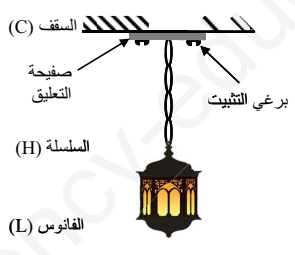 السقف (C)
صفيحة
التعليق
برغي التثبيت
السلسلة (H)
الفانوس (L)